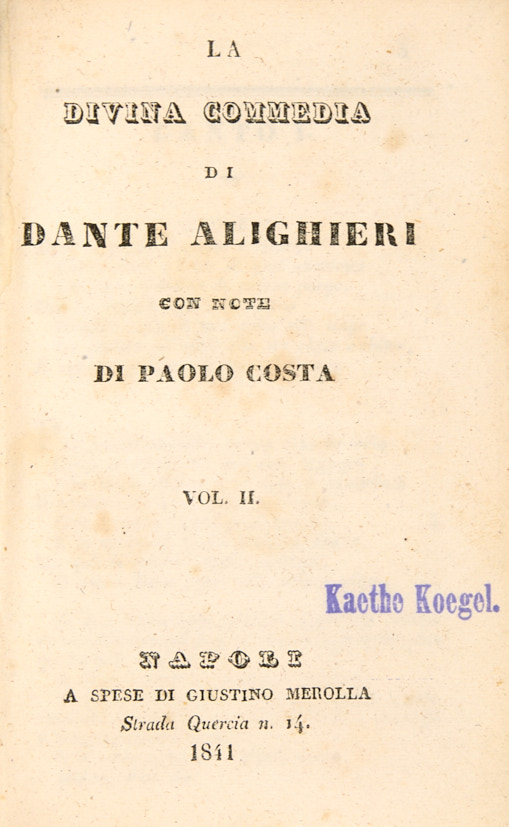 LA
DIVINA COMMEDIA
DI
DANTE ALIGHIERI
CON NOTE
DI PAOLO COSTA
VOL. II.
Kaethe Koegel.
NAPOLI
A SPESE DI GIUSTINO MEROLLA
Strada Quercia n. 14.
1841